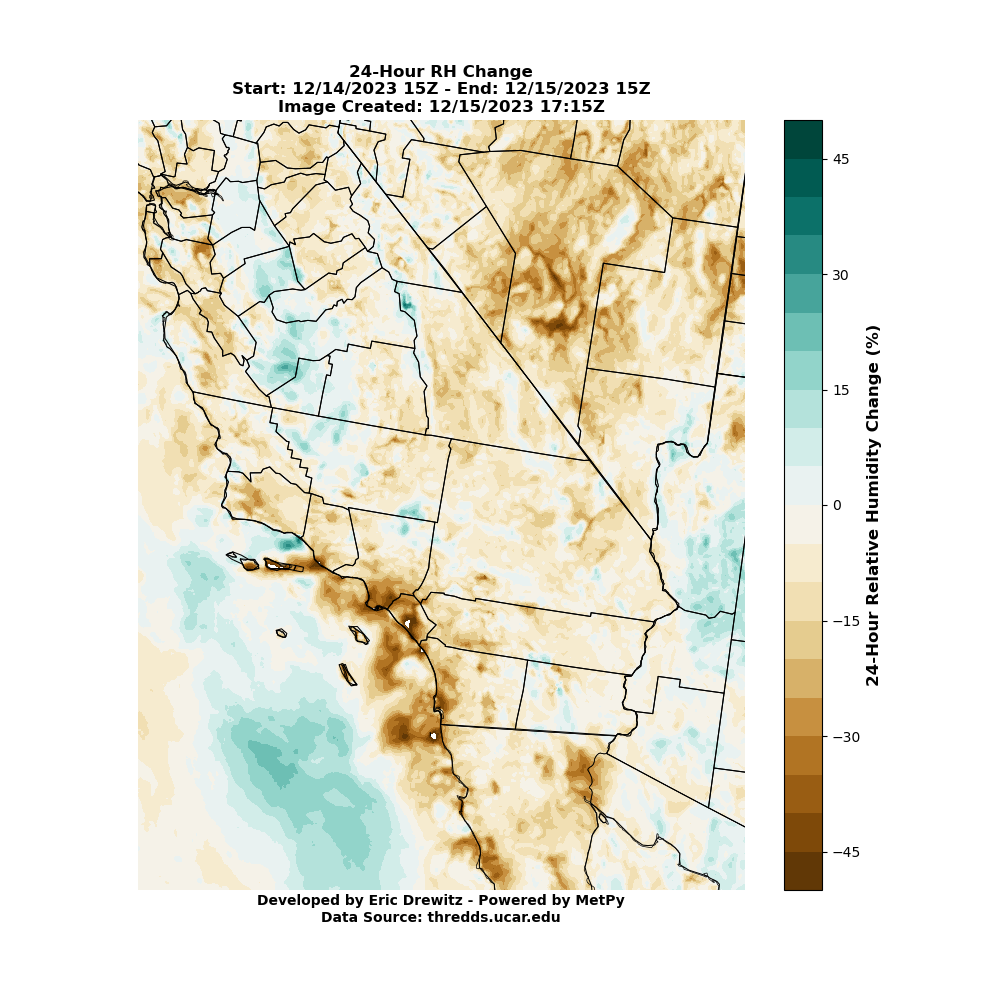 24-Hour RH Change
Start: 12/14/2023 15Z - End: 12/15/2023 15Z
Image Created: 12/15/2023 17:15Z
45
30
15
0
−15
−30
−45
24-Hour Relative Humidity Change (%)
Developed by Eric Drewitz - Powered by MetPy
Data Source: thredds.ucar.edu